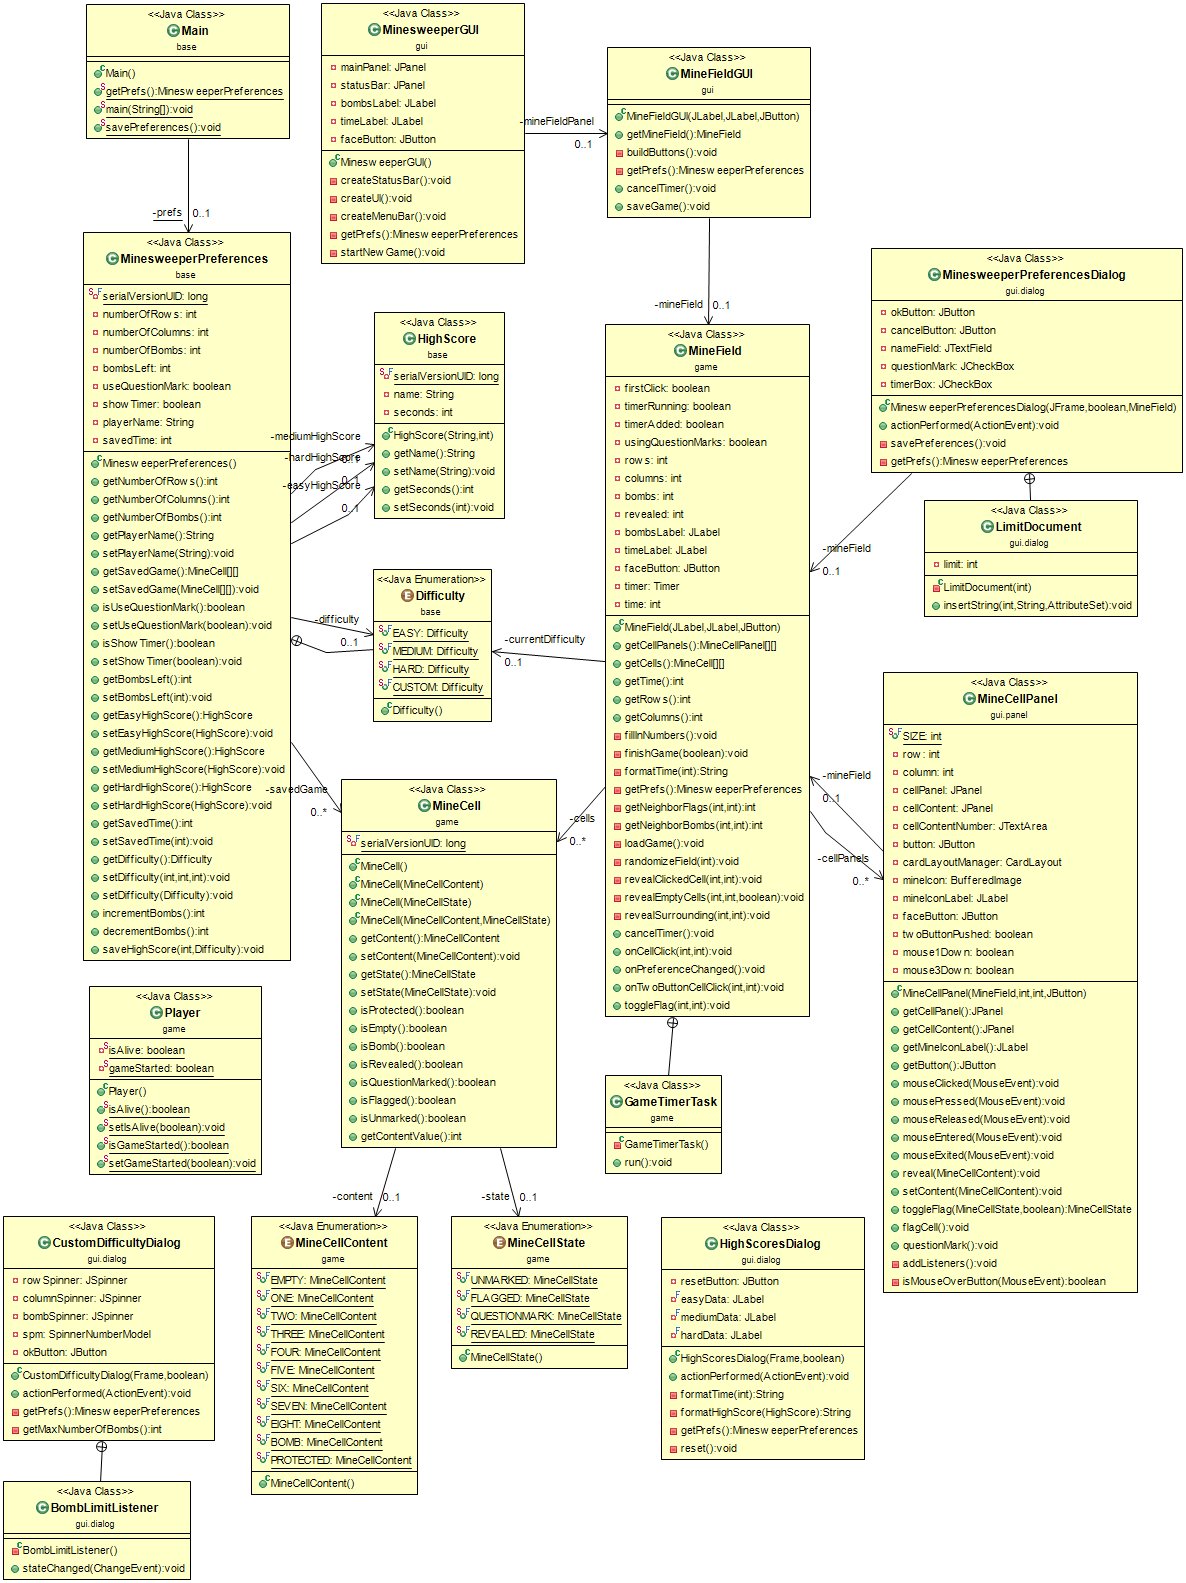 <<Java Class>>
Main
base
Main()
getPrefs():MinesweeperPreferences
main(String[]):void
savePreferences():void
<<Java Class>>
MinesweeperGUI
gui
mainPanel: JPanel
statusBar: JPanel
bombsLabel: JLabel
timeLabel: JLabel
faceButton: JButton
MinesweeperGUI()
createStatusBar():void
createUI():void
createMenuBar():void
getPrefs():MinesweeperPreferences
startNewGame():void
-mineFieldPanel
0..1
<<Java Class>>
MineFieldGUI
gui
MineFieldGUI(JLabel,JLabel,JButton)
getMineField():MineField
buildButtons():void
getPrefs():MinesweeperPreferences
cancelTimer():void
saveGame():void
-prefs
0..1
<<Java Class>>
MinesweeperPreferences
base
serialVersionUID: long
numberOfRows: int
numberOfColumns: int
numberOfBombs: int
bombsLeft: int
useQuestionMark: boolean
showTimer: boolean
playerName: String
savedTime: int
MinesweeperPreferences()
getNumberOfRows():int
getNumberOfColumns():int
getNumberOfBombs():int
getPlayerName():String
setPlayerName(String):void
getSavedGame():MineCell[][]
setSavedGame(MineCell[][]):void
isUseQuestionMark():boolean
setUseQuestionMark(boolean):void
isShowTimer():boolean
setShowTimer(boolean):void
getBombsLeft():int
setBombsLeft(int):void
getEasyHighScore():HighScore
setEasyHighScore(HighScore):void
getMediumHighScore():HighScore
setMediumHighScore(HighScore):void
getHardHighScore():HighScore
setHardHighScore(HighScore):void
getSavedTime():int
setSavedTime(int):void
getDifficulty():Difficulty
setDifficulty(int,int,int):void
setDifficulty(Difficulty):void
incrementBombs():int
decrementBombs():int
saveHighScore(int,Difficulty):void
-mediumHighScore
0..1
-hardHighScore
0..1
-easyHighScore
0..1
<<Java Class>>
HighScore
base
serialVersionUID: long
name: String
seconds: int
HighScore(String,int)
getName():String
setName(String):void
getSeconds():int
setSeconds(int):void
-difficulty
0..1
<<Java Enumeration>>
Difficulty
base
EASY: Difficulty
MEDIUM: Difficulty
HARD: Difficulty
CUSTOM: Difficulty
Difficulty()
-currentDifficulty
0..1
-mineField
0..1
<<Java Class>>
MineField
game
firstClick: boolean
timerRunning: boolean
timerAdded: boolean
usingQuestionMarks: boolean
rows: int
columns: int
bombs: int
revealed: int
bombsLabel: JLabel
timeLabel: JLabel
faceButton: JButton
timer: Timer
time: int
MineField(JLabel,JLabel,JButton)
getCellPanels():MineCellPanel[][]
getCells():MineCell[][]
getTime():int
getRows():int
getColumns():int
fillInNumbers():void
finishGame(boolean):void
formatTime(int):String
getPrefs():MinesweeperPreferences
getNeighborFlags(int,int):int
getNeighborBombs(int,int):int
loadGame():void
randomizeField(int):void
revealClickedCell(int,int):void
revealEmptyCells(int,int,boolean):void
revealSurrounding(int,int):void
cancelTimer():void
onCellClick(int,int):void
onPreferenceChanged():void
onTwoButtonCellClick(int,int):void
toggleFlag(int,int):void
<<Java Class>>
MinesweeperPreferencesDialog
gui.dialog
okButton: JButton
cancelButton: JButton
nameField: JTextField
questionMark: JCheckBox
timerBox: JCheckBox
MinesweeperPreferencesDialog(JFrame,boolean,MineField)
actionPerformed(ActionEvent):void
savePreferences():void
getPrefs():MinesweeperPreferences
-mineField
0..1
<<Java Class>>
LimitDocument
gui.dialog
limit: int
LimitDocument(int)
insertString(int,String,AttributeSet):void
<<Java Class>>
MineCellPanel
gui.panel
SIZE: int
row: int
column: int
cellPanel: JPanel
cellContent: JPanel
cellContentNumber: JTextArea
button: JButton
cardLayoutManager: CardLayout
mineIcon: BufferedImage
mineIconLabel: JLabel
faceButton: JButton
twoButtonPushed: boolean
mouse1Down: boolean
mouse3Down: boolean
MineCellPanel(MineField,int,int,JButton)
getCellPanel():JPanel
getCellContent():JPanel
getMineIconLabel():JLabel
getButton():JButton
mouseClicked(MouseEvent):void
mousePressed(MouseEvent):void
mouseReleased(MouseEvent):void
mouseEntered(MouseEvent):void
mouseExited(MouseEvent):void
reveal(MineCellContent):void
setContent(MineCellContent):void
toggleFlag(MineCellState,boolean):MineCellState
flagCell():void
questionMark():void
addListeners():void
isMouseOverButton(MouseEvent):boolean
-mineField
0..1
-cellPanels
0..*
-savedGame
0..*
-cells
0..*
<<Java Class>>
MineCell
game
serialVersionUID: long
MineCell()
MineCell(MineCellContent)
MineCell(MineCellState)
MineCell(MineCellContent,MineCellState)
getContent():MineCellContent
setContent(MineCellContent):void
getState():MineCellState
setState(MineCellState):void
isProtected():boolean
isEmpty():boolean
isBomb():boolean
isRevealed():boolean
isQuestionMarked():boolean
isFlagged():boolean
isUnmarked():boolean
getContentValue():int
<<Java Class>>
Player
game
isAlive: boolean
gameStarted: boolean
Player()
isAlive():boolean
setIsAlive(boolean):void
isGameStarted():boolean
setGameStarted(boolean):void
<<Java Class>>
GameTimerTask
game
GameTimerTask()
run():void
-content
0..1
-state
0..1
<<Java Class>>
CustomDifficultyDialog
gui.dialog
rowSpinner: JSpinner
columnSpinner: JSpinner
bombSpinner: JSpinner
spm: SpinnerNumberModel
okButton: JButton
CustomDifficultyDialog(Frame,boolean)
actionPerformed(ActionEvent):void
getPrefs():MinesweeperPreferences
getMaxNumberOfBombs():int
<<Java Enumeration>>
MineCellContent
game
EMPTY: MineCellContent
ONE: MineCellContent
TWO: MineCellContent
THREE: MineCellContent
FOUR: MineCellContent
FIVE: MineCellContent
SIX: MineCellContent
SEVEN: MineCellContent
EIGHT: MineCellContent
BOMB: MineCellContent
PROTECTED: MineCellContent
MineCellContent()
<<Java Enumeration>>
MineCellState
game
UNMARKED: MineCellState
FLAGGED: MineCellState
QUESTIONMARK: MineCellState
REVEALED: MineCellState
MineCellState()
<<Java Class>>
HighScoresDialog
gui.dialog
resetButton: JButton
easyData: JLabel
mediumData: JLabel
hardData: JLabel
HighScoresDialog(Frame,boolean)
actionPerformed(ActionEvent):void
formatTime(int):String
formatHighScore(HighScore):String
getPrefs():MinesweeperPreferences
reset():void
<<Java Class>>
BombLimitListener
gui.dialog
BombLimitListener()
stateChanged(ChangeEvent):void